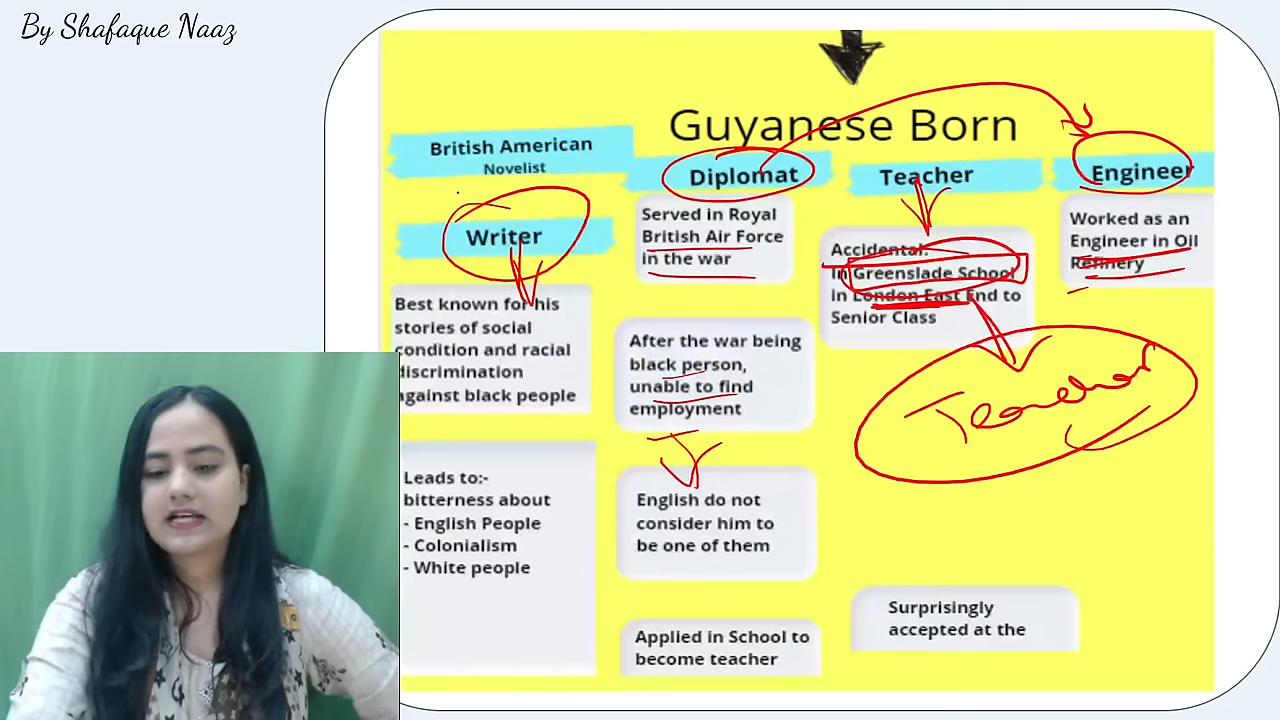 By Shafaque Naaz
Guyanese Born
British American
Novelist
Writer
Best known for his
stories of social
condition and racial
discrimination
against black people
Leads to:-
bitterness about
- English People
- Colonialism
- White people
Diplomat
Served in Royal
British Air Force
in the war
After the war being
black person,
unable to find
employment
English do not
consider him to
be one of them
Applied in School to
become teacher
Teacher
Accidental:
In Greenslade School
in London East End to
Senior Class
Teacher
Surprisingly
accepted at the
Engineer
Worked as an
Engineer in Oil
Refinery